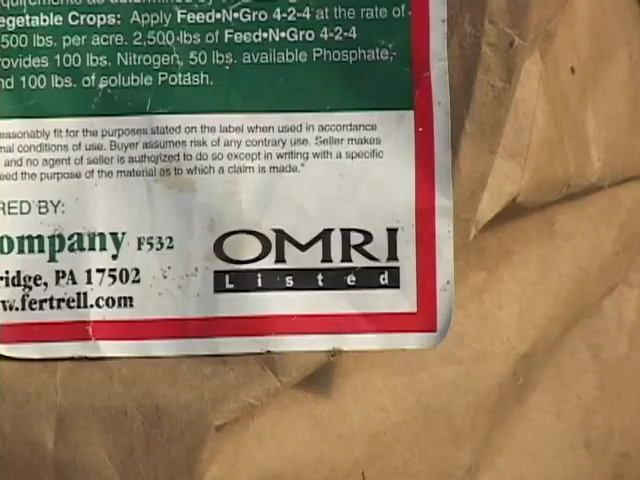 egetable Crops: Apply Feed•N•Gro 4-2-4 at the rate of
500 lbs. per acre. 2,500 lbs of Feed•N•Gro 4-2-4
rovides 100 lbs. Nitrogen, 50 lbs. available Phosphate,
nd 100 lbs. of soluble Potash.
easonably fit for the purposes stated on the label when used in accordance
nal conditions of use. Buyer assumes risk of any contrary use. Seller makes
and no agent of seller is authorized to do so except in writing with a specific
eed the purpose of the material as to which a claim is made."
RED BY:
ompany F532
ridge, PA 17502
w.fertrell.com
OMRI
Listed